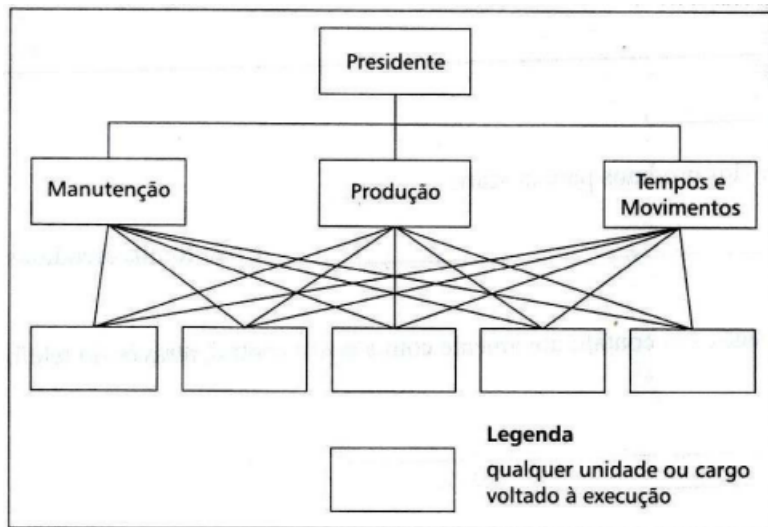 Presidente
Manutenção
Produção
Tempos e
Movimentos
Legenda
qualquer unidade ou cargo
voltado à execução